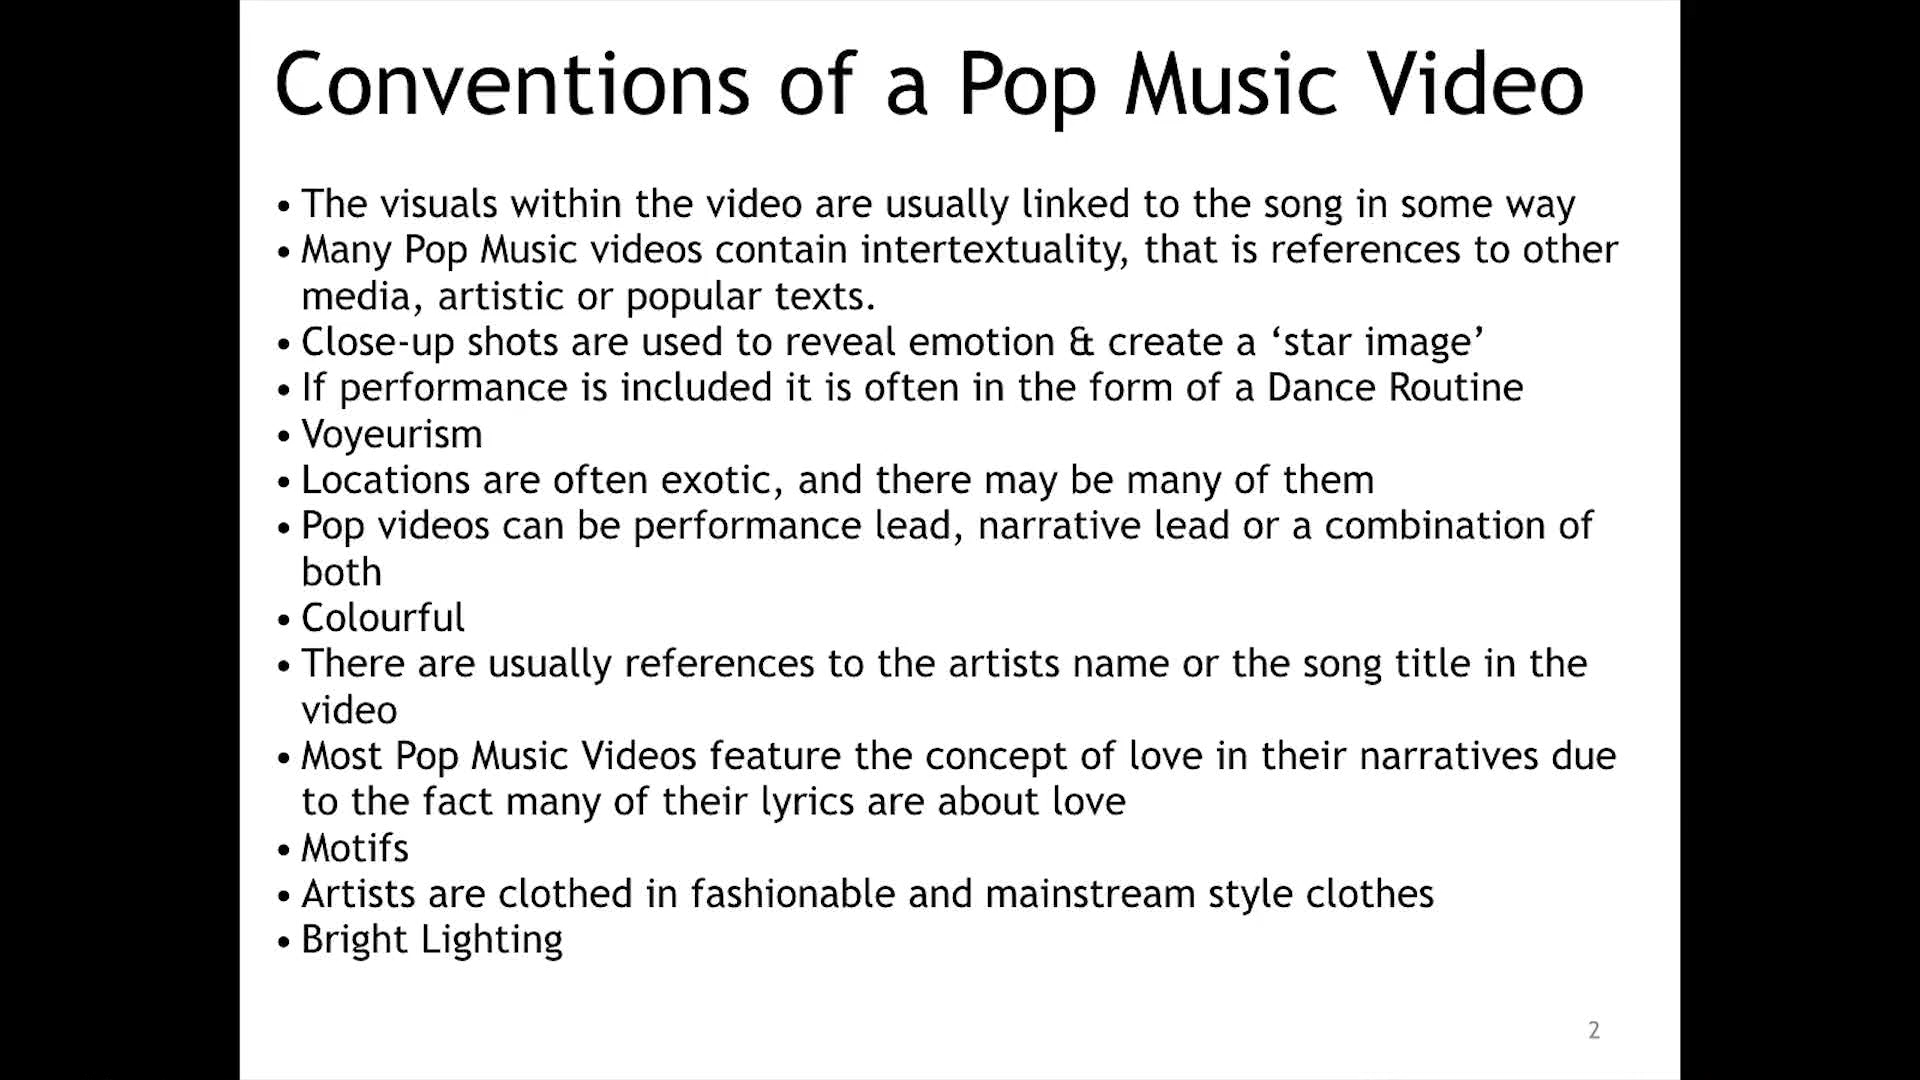 Conventions of a Pop Music Video
• The visuals within the video are usually linked to the song in some way
• Many Pop Music videos contain intertextuality, that is references to other
media, artistic or popular texts.
• Close-up shots are used to reveal emotion & create a ‘star image’
• If performance is included it is often in the form of a Dance Routine
• Voyeurism
• Locations are often exotic, and there may be many of them
• Pop videos can be performance lead, narrative lead or a combination of
both
• Colourful
• There are usually references to the artists name or the song title in the
video
• Most Pop Music Videos feature the concept of love in their narratives due
to the fact many of their lyrics are about love
• Motifs
• Artists are clothed in fashionable and mainstream style clothes
• Bright Lighting
2